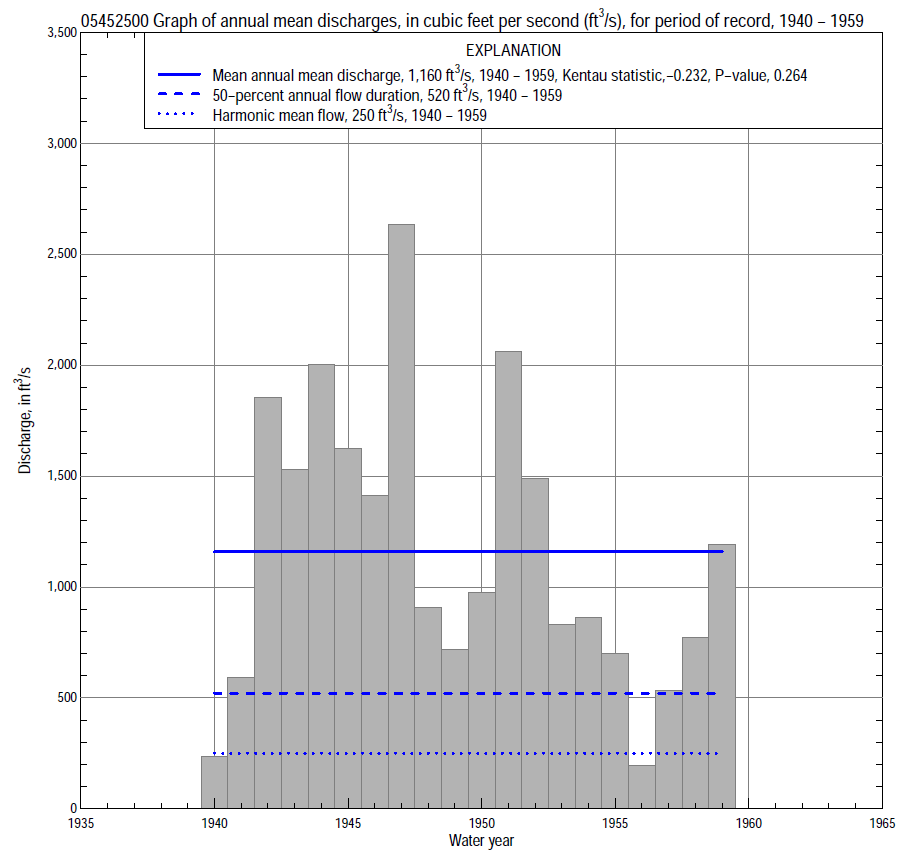 05452500 Graph of annual mean discharges, in cubic feet per second (ft³/s), for period of record, 1940 – 1959
EXPLANATION
Mean annual mean discharge, 1,160 ft³/s, 1940 – 1959, Kentau statistic,–0.232, P–value, 0.264
50–percent annual flow duration, 520 ft³/s, 1940 – 1959
Harmonic mean flow, 250 ft³/s, 1940 – 1959
3,500
3,000
2,500
2,000
1,500
1,000
500
0
Discharge, in ft³/s
1935 1940 1945 1950 1955 1960 1965
Water year